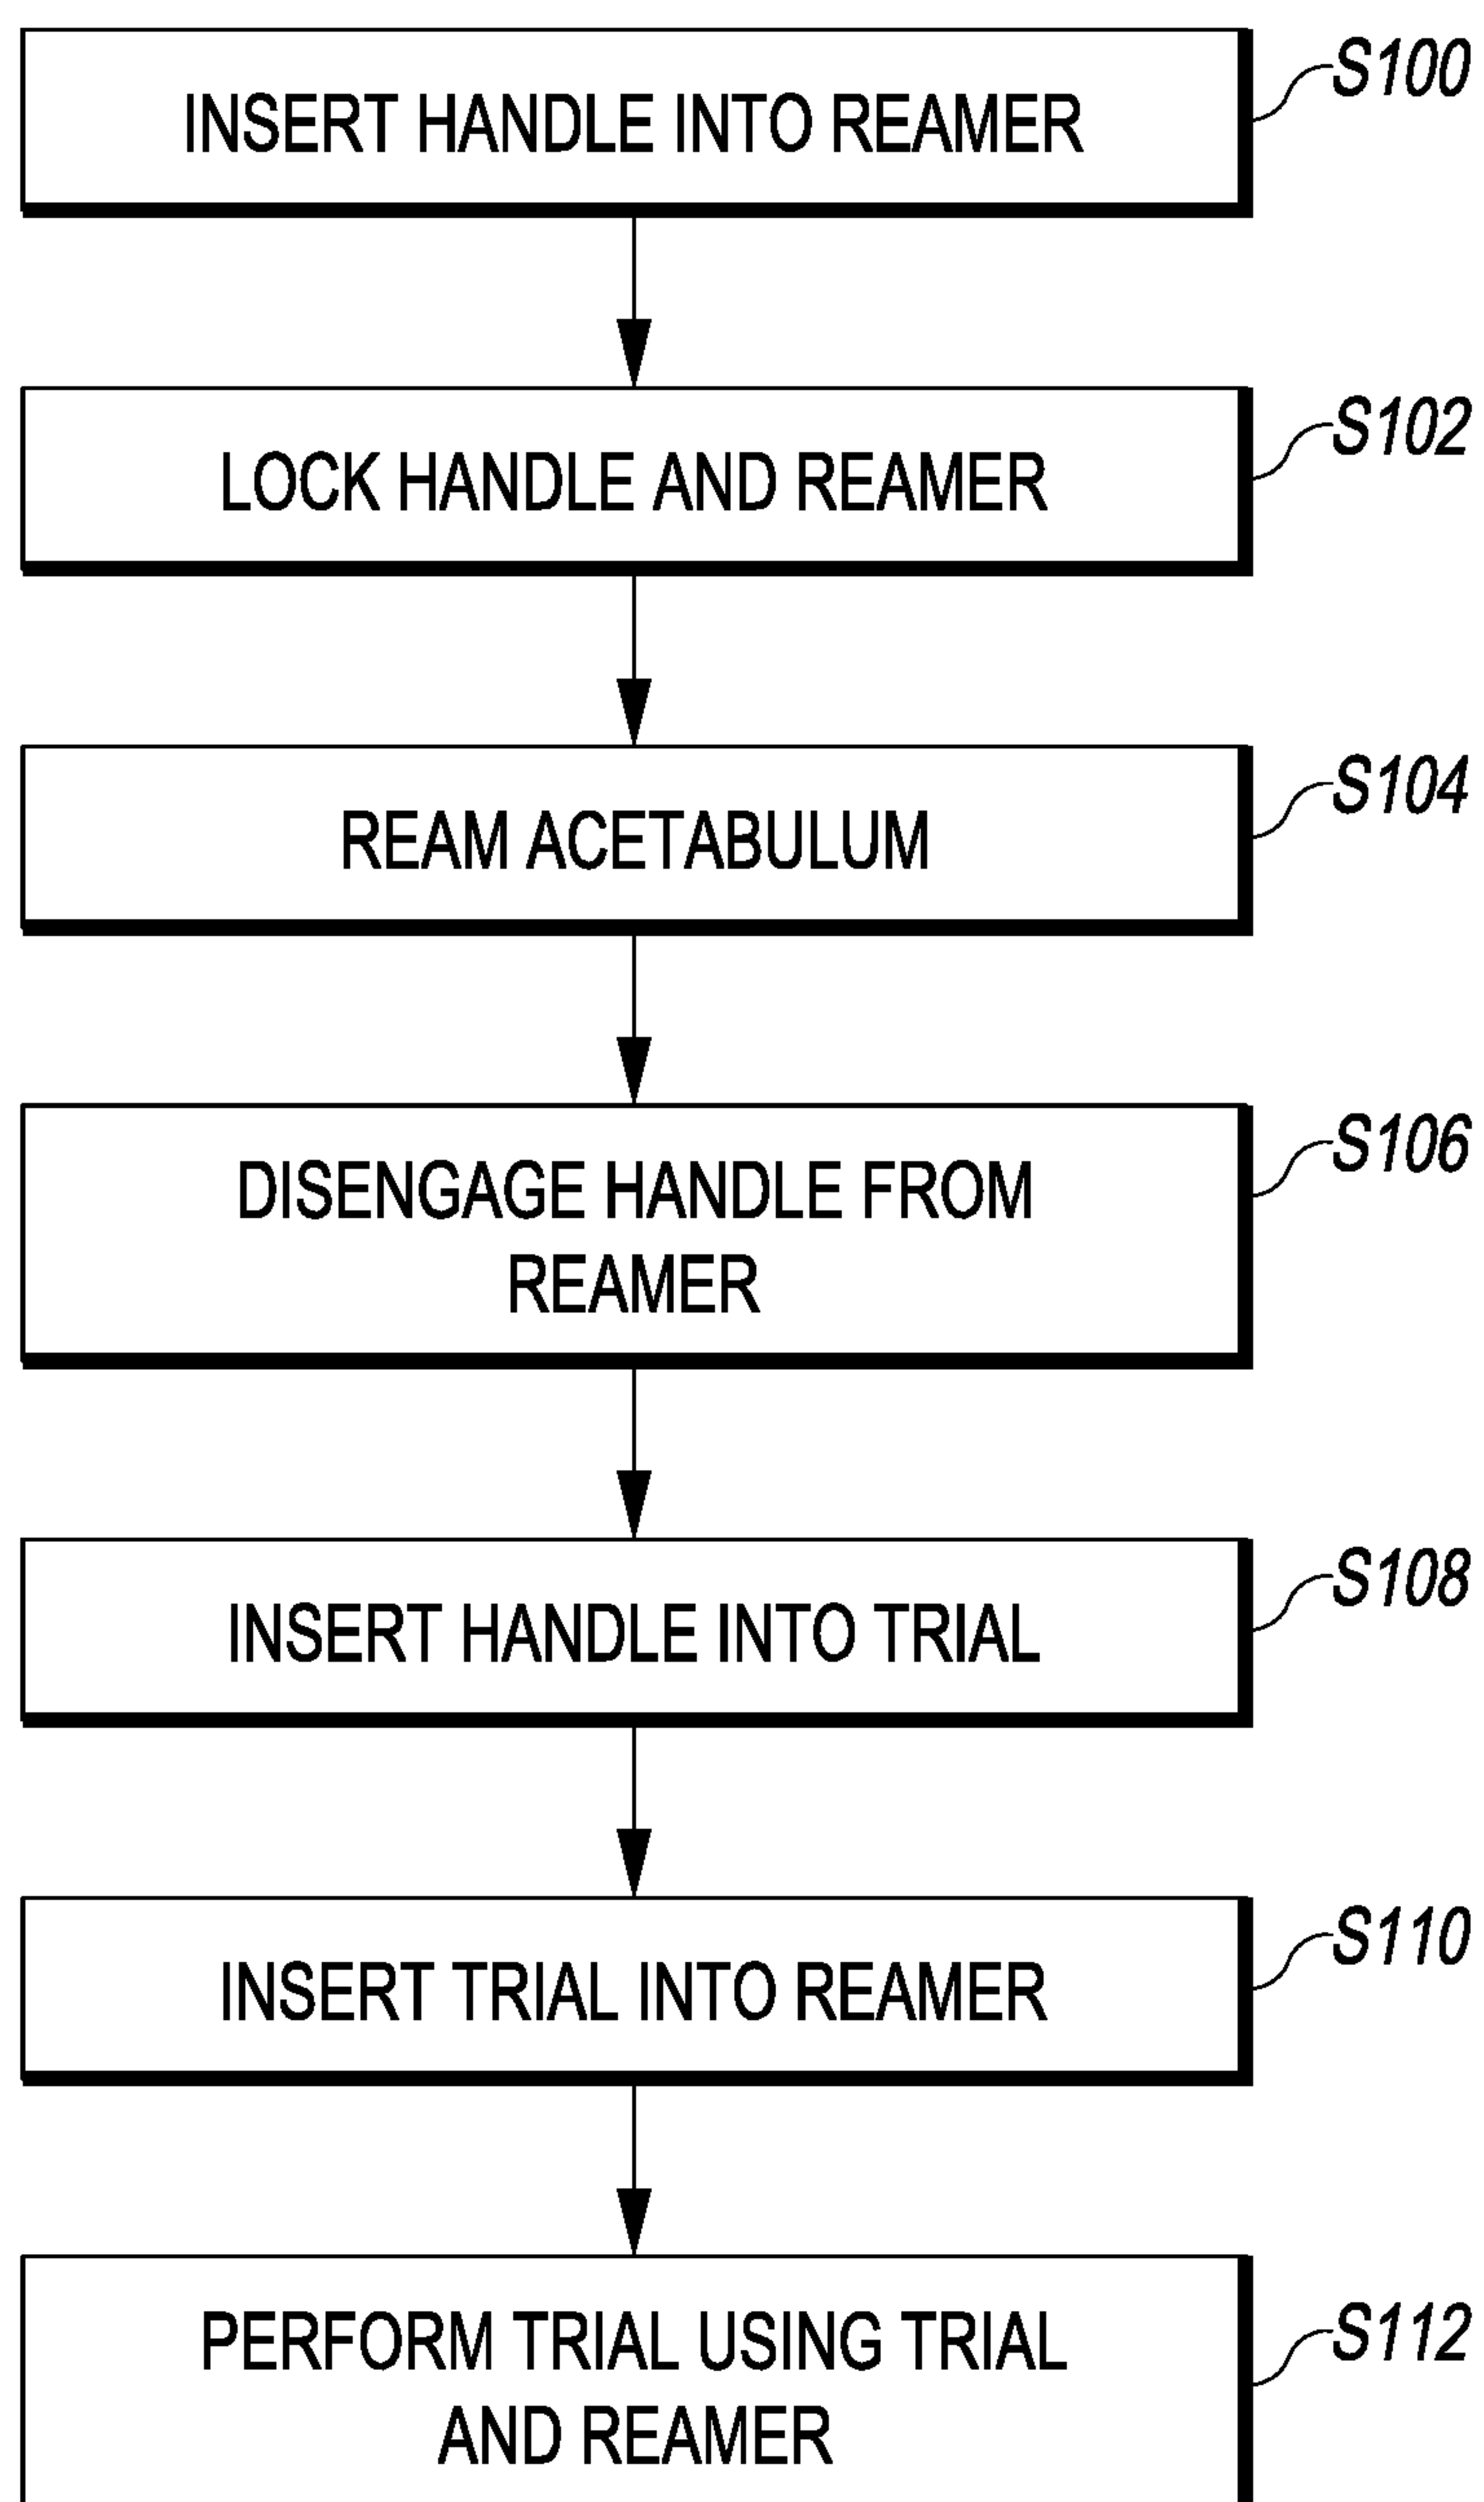 INSERT HANDLE INTO REAMER
S100
LOCK HANDLE AND REAMER
S102
REAM ACETABULUM
S104
DISENGAGE HANDLE FROM
REAMER
S106
INSERT HANDLE INTO TRIAL
S108
INSERT TRIAL INTO REAMER
S110
PERFORM TRIAL USING TRIAL
AND REAMER
S112